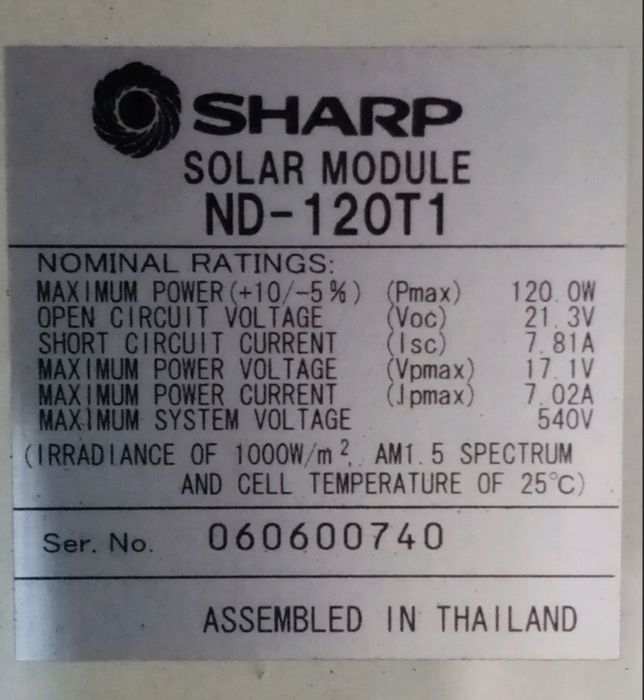 SHARP
SOLAR MODULE
ND-120T1
NOMINAL RATINGS:
MAXIMUM POWER (+10/-5%) (Pmax) 120.0W
OPEN CIRCUIT VOLTAGE (Voc) 21.3V
SHORT CIRCUIT CURRENT (Isc) 7.81A
MAXIMUM POWER VOLTAGE (Vpmax) 17.1V
MAXIMUM POWER CURRENT (Ipmax) 7.02A
MAXIMUM SYSTEM VOLTAGE 540V
(IRRADIANCE OF 1000W/m², AM1.5 SPECTRUM
AND CELL TEMPERATURE OF 25°C)
Ser. No. 060600740
ASSEMBLED IN THAILAND